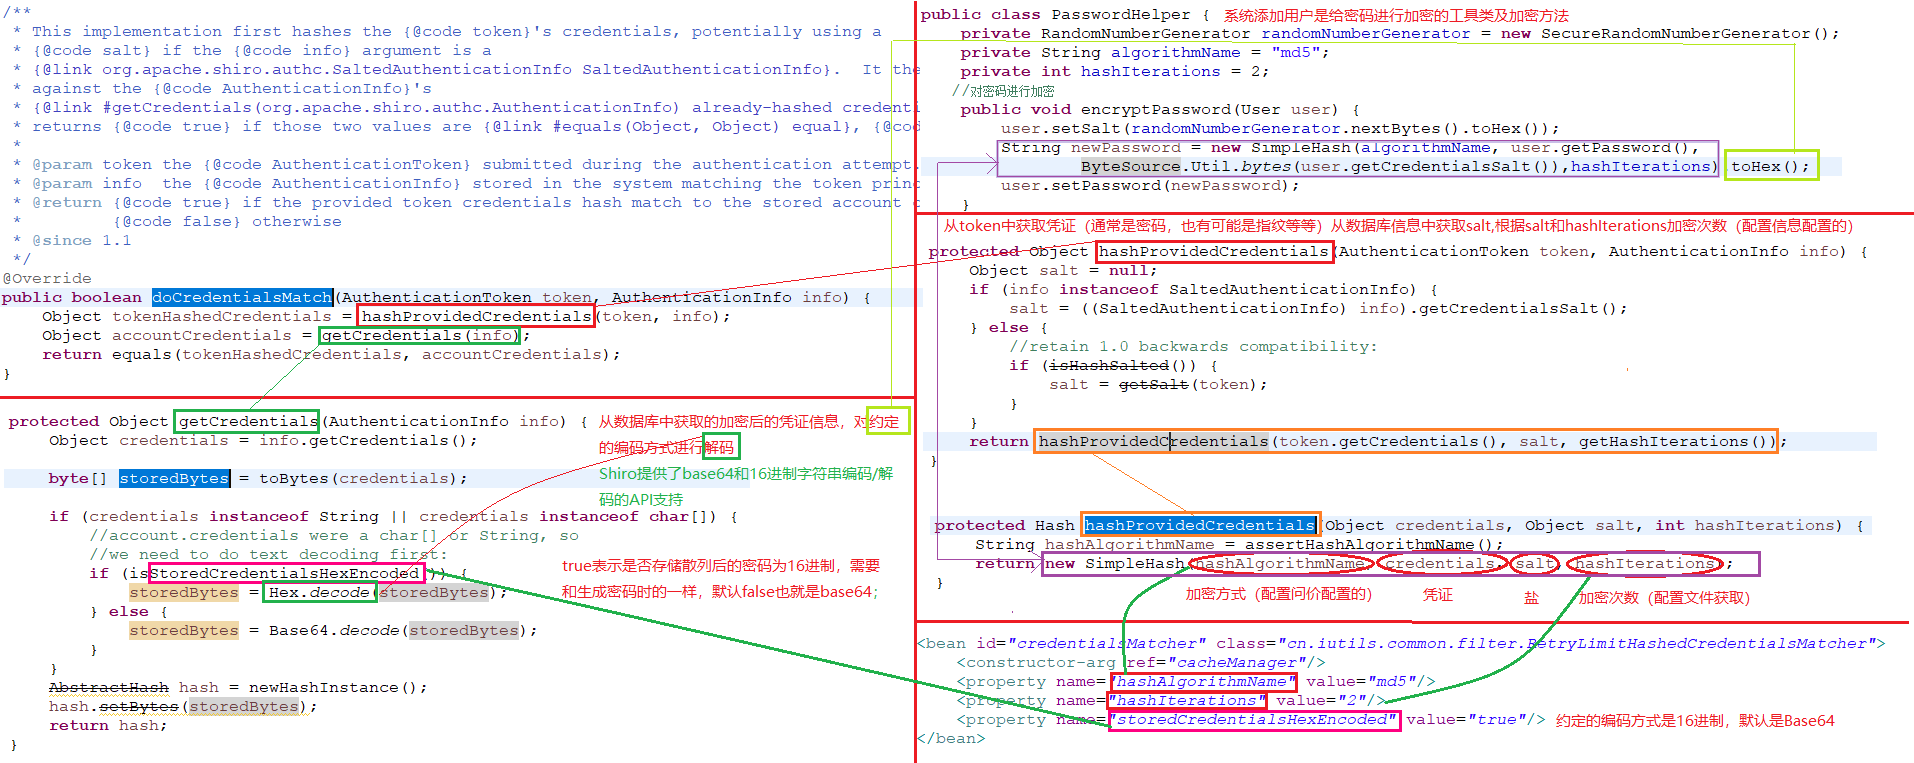 /**
 * This implementation first hashes the {@code token}'s credentials, potentially using a
 * {@code salt} if the {@code info} argument is a
 * {@link org.apache.shiro.authc.SaltedAuthenticationInfo SaltedAuthenticationInfo}.  It the
 * against the {@code AuthenticationInfo}'s
 * {@link #getCredentials(org.apache.shiro.authc.AuthenticationInfo) already-hashed credenti
 * returns {@code true} if those two values are {@link #equals(Object, Object) equal}, {@cod
 *
 * @param token the {@code AuthenticationToken} submitted during the authentication attempt.
 * @param info  the {@code AuthenticationInfo} stored in the system matching the token princ
 * @return {@code true} if the provided token credentials hash match to the stored account c
 *         {@code false} otherwise
 * @since 1.1
 */
@Override
public boolean doCredentialsMatch(AuthenticationToken token, AuthenticationInfo info) {
    Object tokenHashedCredentials = hashProvidedCredentials(token, info);
    Object accountCredentials = getCredentials(info);
    return equals(tokenHashedCredentials, accountCredentials);
}
protected Object getCredentials(AuthenticationInfo info) {
    Object credentials = info.getCredentials();
从数据库中获取的加密后的凭证信息，对约定
的编码方式进行解码
Shiro提供了base64和16进制字符串编码/解
码的API支持
    byte[] storedBytes = toBytes(credentials);
    if (credentials instanceof String || credentials instanceof char[]) {
        //account.credentials were a char[] or String, so
        //we need to do text decoding first:
        if (isStoredCredentialsHexEncoded()) {
            storedBytes = Hex.decode(storedBytes);
        } else {
            storedBytes = Base64.decode(storedBytes);
        }
    }
true表示是否存储散列后的密码为16进制，需要
和生成密码时的一样，默认false也就是base64；
    AbstractHash hash = newHashInstance();
    hash.setBytes(storedBytes);
    return hash;
}
public class PasswordHelper { 系统添加用户是给密码进行加密的工具类及加密方法
    private RandomNumberGenerator randomNumberGenerator = new SecureRandomNumberGenerator();
    private String algorithmName = "md5";
    private int hashIterations = 2;
    //对密码进行加密
    public void encryptPassword(User user) {
        user.setSalt(randomNumberGenerator.nextBytes().toHex());
        String newPassword = new SimpleHash(algorithmName, user.getPassword(),
                ByteSource.Util.bytes(user.getCredentialsSalt()),hashIterations).toHex();
        user.setPassword(newPassword);
    }
从token中获取凭证（通常是密码，也有可能是指纹等等）从数据库信息中获取salt,根据salt和hashIterations加密次数（配置信息配置的）
protected Object hashProvidedCredentials(AuthenticationToken token, AuthenticationInfo info) {
    Object salt = null;
    if (info instanceof SaltedAuthenticationInfo) {
        salt = ((SaltedAuthenticationInfo) info).getCredentialsSalt();
    } else {
        //retain 1.0 backwards compatibility:
        if (isHashSalted()) {
            salt = getSalt(token);
        }
    }
    return hashProvidedCredentials(token.getCredentials(), salt, getHashIterations());
}
protected Hash hashProvidedCredentials(Object credentials, Object salt, int hashIterations) {
    String hashAlgorithmName = assertHashAlgorithmName();
    return new SimpleHash(hashAlgorithmName, credentials, salt, hashIterations);
}
加密方式（配置问价配置的） 凭证 盐 加密次数（配置文件获取）
<bean id="credentialsMatcher" class="cn.iutils.common.filter.RetryLimitHashedCredentialsMatcher">
    <constructor-arg ref="cacheManager"/>
    <property name="hashAlgorithmName" value="md5"/>
    <property name="hashIterations" value="2"/>
    <property name="storedCredentialsHexEncoded" value="true"/> 约定的编码方式是16进制，默认是Base64
</bean>